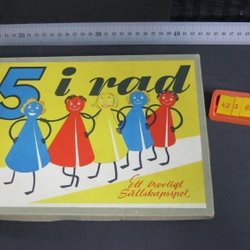 5 i rad
Ett trevligt
Sällskapsspel